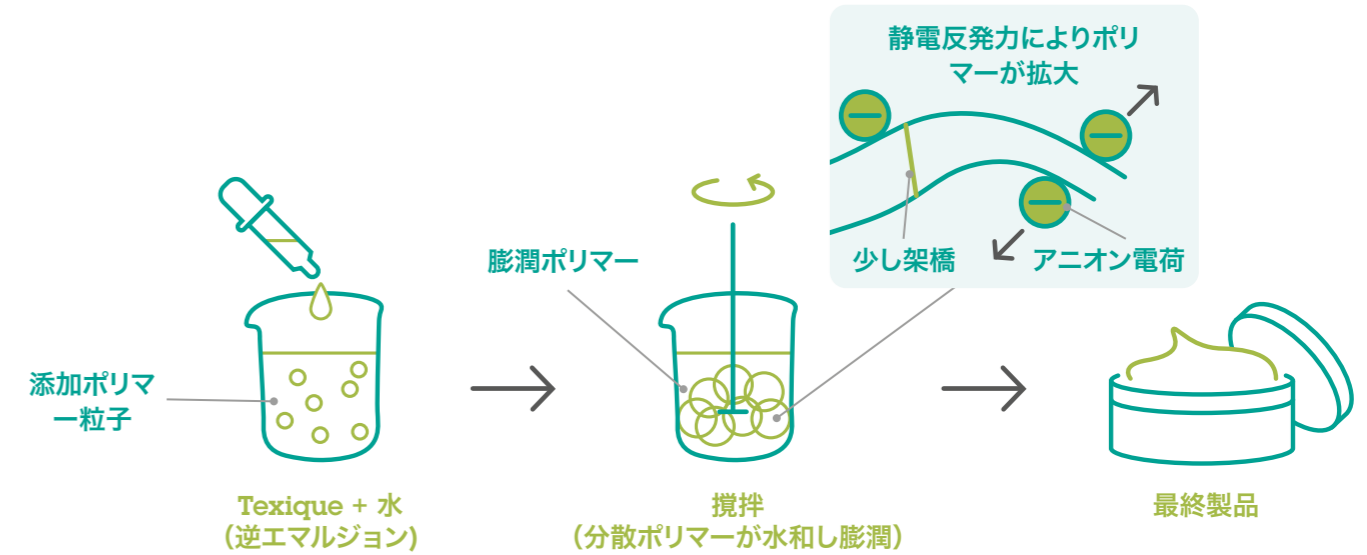 静電反発力によりポリ
マーが拡大
少し架橋
アニオン電荷
膨潤ポリマー
添加ポリマ
ー粒子
Texique + 水
（逆エマルジョン)
撹拌
（分散ポリマーが水和し膨潤）
最終製品